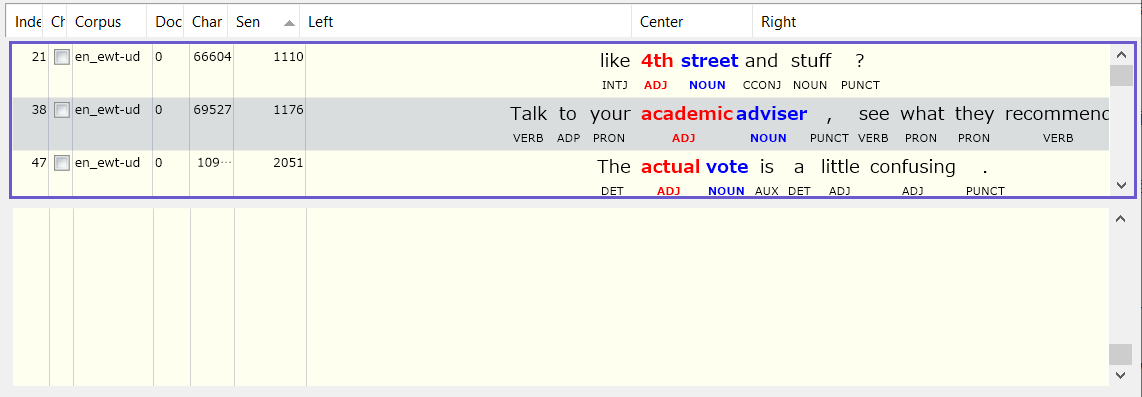 Inde Ch Corpus Doc Char Sen Left Center Right
21 en_ewt-ud 0 66604 1110 like 4th street and stuff ?
INTJ ADJ NOUN CCONJ NOUN PUNCT
38 en_ewt-ud 0 69527 1176 Talk to your academic adviser , see what they recommend
VERB ADP PRON ADJ NOUN PUNCT VERB PRON PRON VERB
47 en_ewt-ud 0 109··· 2051 The actual vote is a little confusing .
DET ADJ NOUN AUX DET ADJ ADJ PUNCT